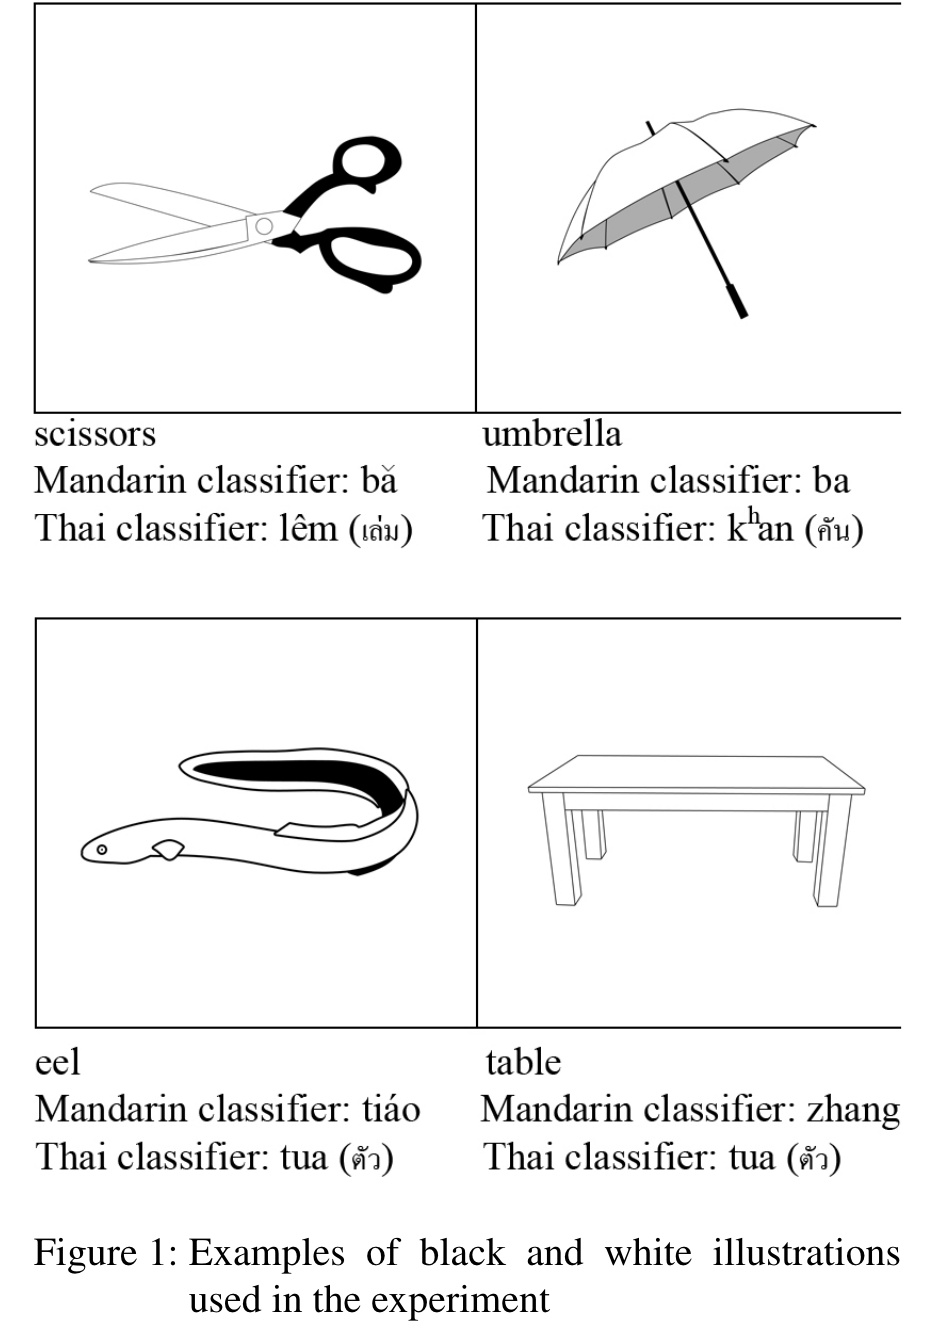 scissors
Mandarin classifier: bǎ
Thai classifier: lêm (เล่ม)
umbrella
Mandarin classifier: ba
Thai classifier: kʰan (คัน)
eel
Mandarin classifier: tiáo
Thai classifier: tua (ตัว)
table
Mandarin classifier: zhang
Thai classifier: tua (ตัว)
Figure 1: Examples of black and white illustrations
used in the experiment